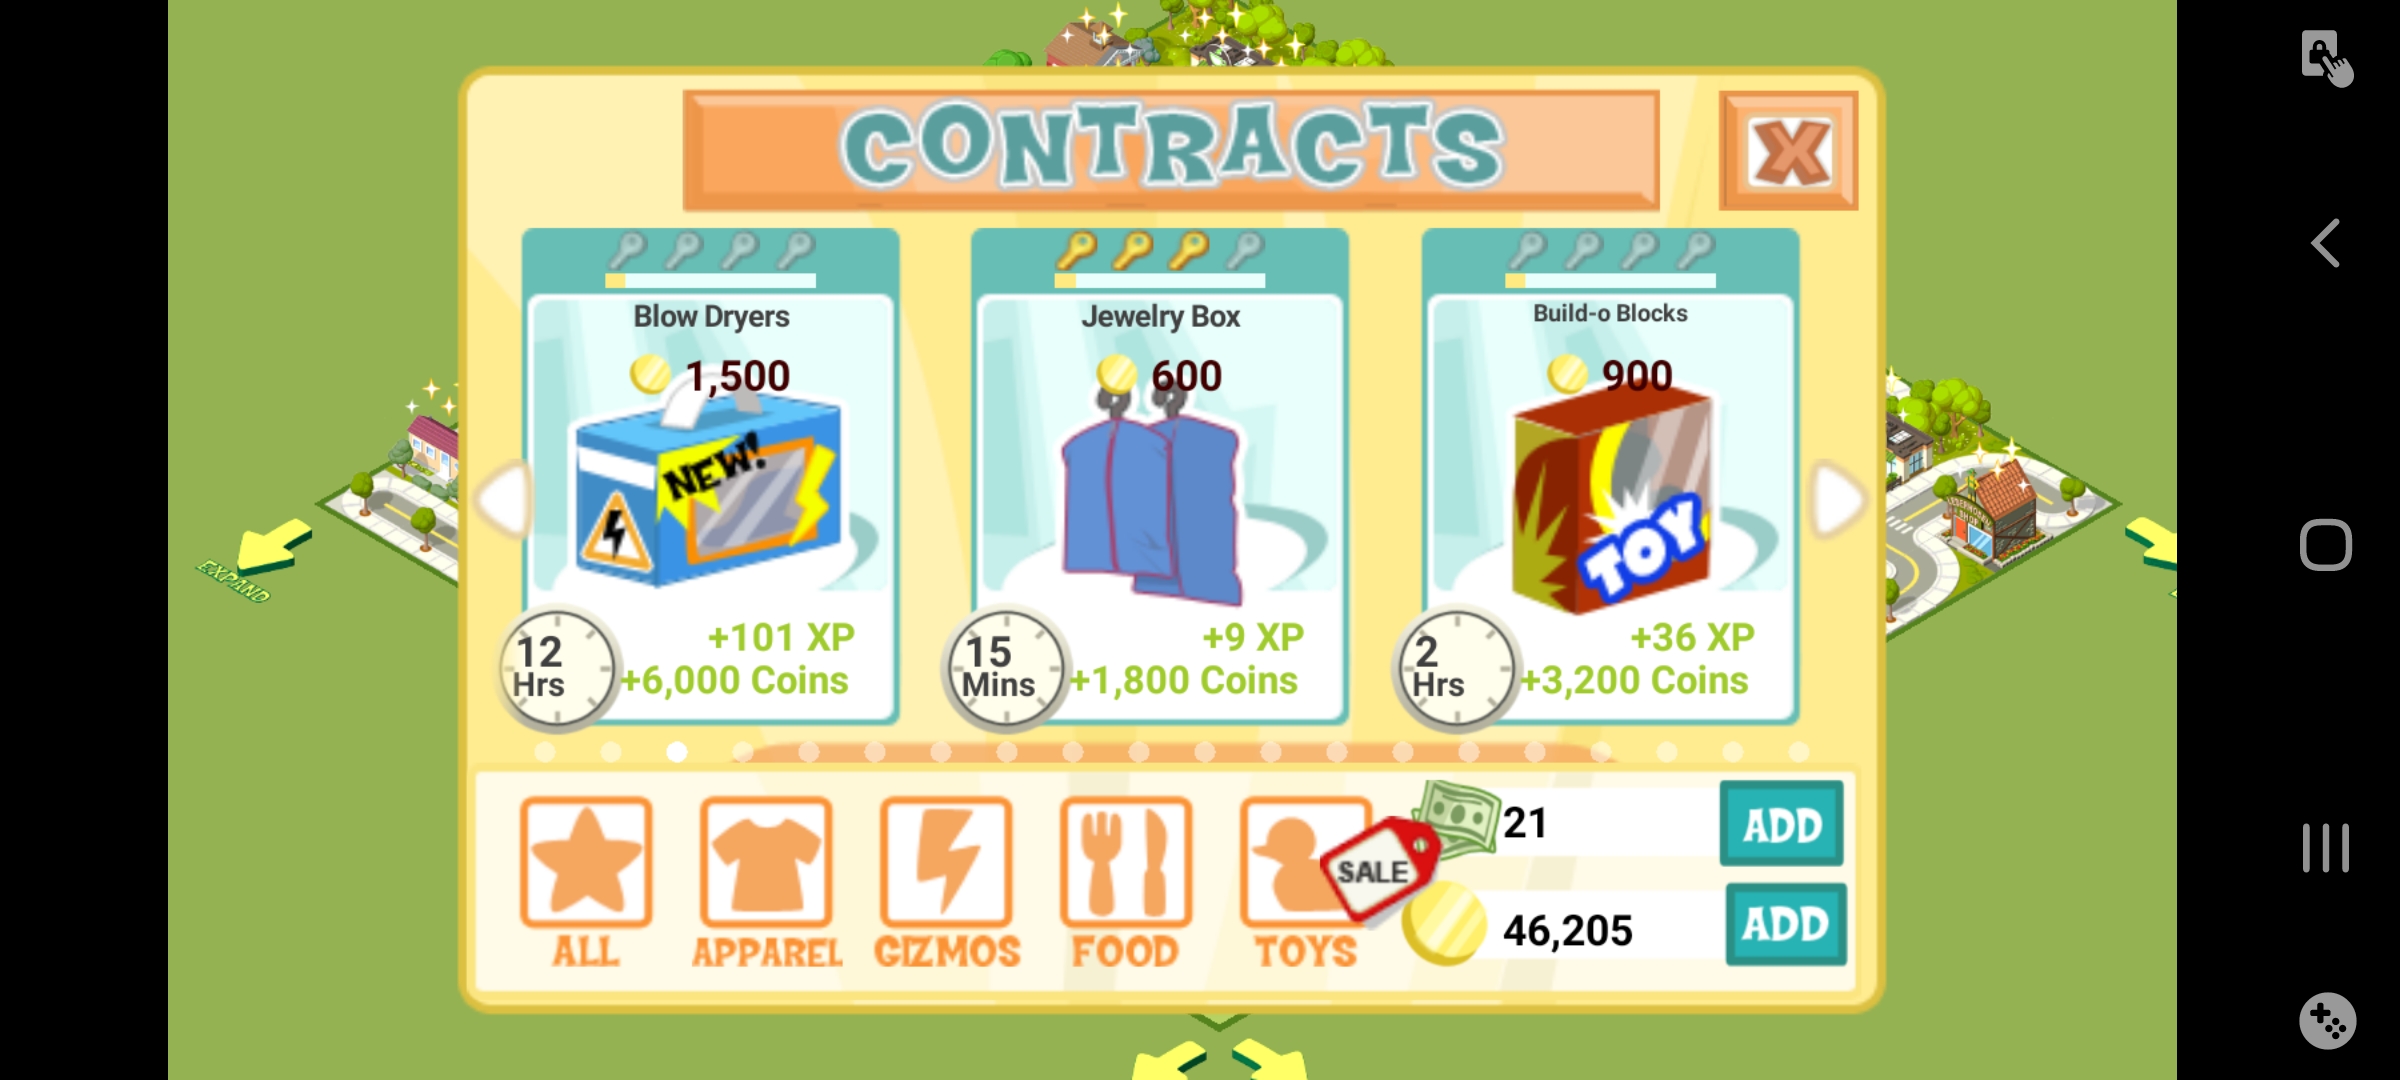 CONTRACTS
X
Blow Dryers
1,500
NEW!
12
Hrs
+101 XP
+6,000 Coins
Jewelry Box
600
15
Mins
+9 XP
+1,800 Coins
Build-o Blocks
900
TOY
2
Hrs
+36 XP
+3,200 Coins
EXPAND
ALL
APPAREL
GIZMOS
FOOD
TOYS
SALE
21
ADD
46,205
ADD